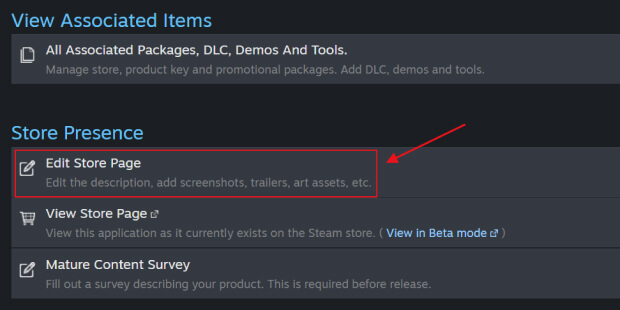 View Associated Items
All Associated Packages, DLC, Demos And Tools.
Manage store, product key and promotional packages. Add DLC, demos and tools.
Store Presence
Edit Store Page
Edit the description, add screenshots, trailers, art assets, etc.
View Store Page
View this application as it currently exists on the Steam store. ( View in Beta mode )
Mature Content Survey
Fill out a survey describing your product. This is required before release.